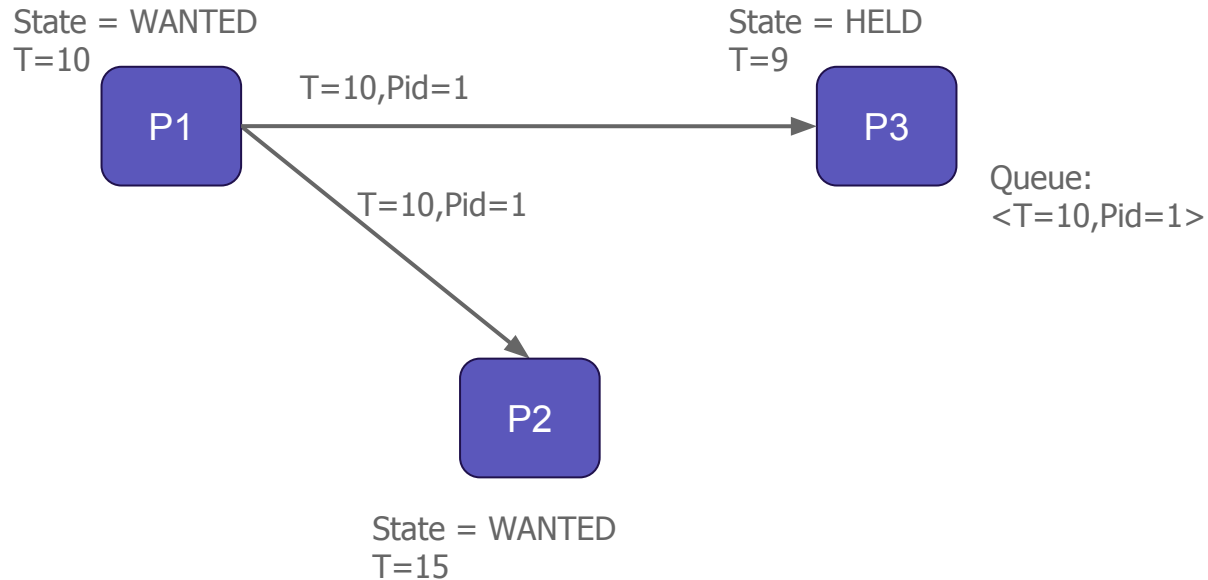 State = WANTED
T=10
State = HELD
T=9
T=10,Pid=1
P1
P3
T=10,Pid=1
Queue:
<T=10,Pid=1>
P2
State = WANTED
T=15